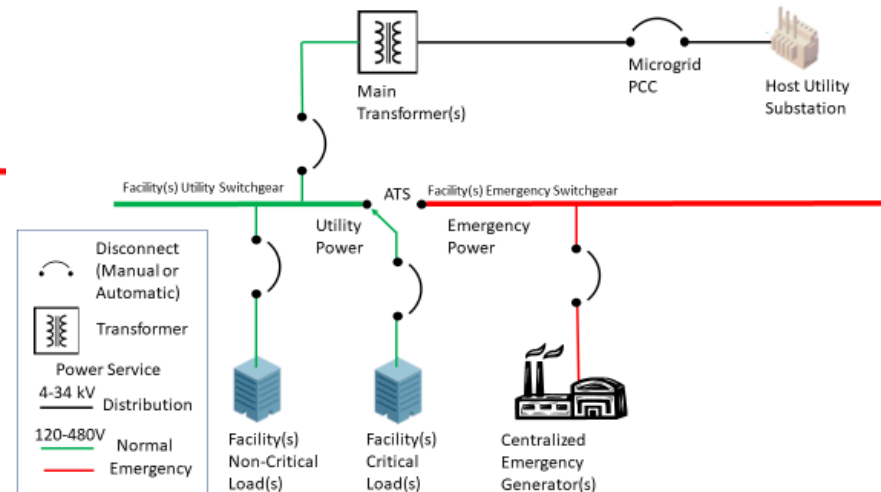 Main
Transformer(s)
Microgrid
PCC
Host Utility
Substation
Facility(s) Utility Switchgear
ATS
Facility(s) Emergency Switchgear
Utility
Power
Emergency
Power
Disconnect
(Manual or
Automatic)
Transformer
Power Service
4-34 kV
Distribution
120-480V
Normal
Emergency
Facility(s)
Non-Critical
Load(s)
Facility(s)
Critical
Load(s)
Centralized
Emergency
Generator(s)